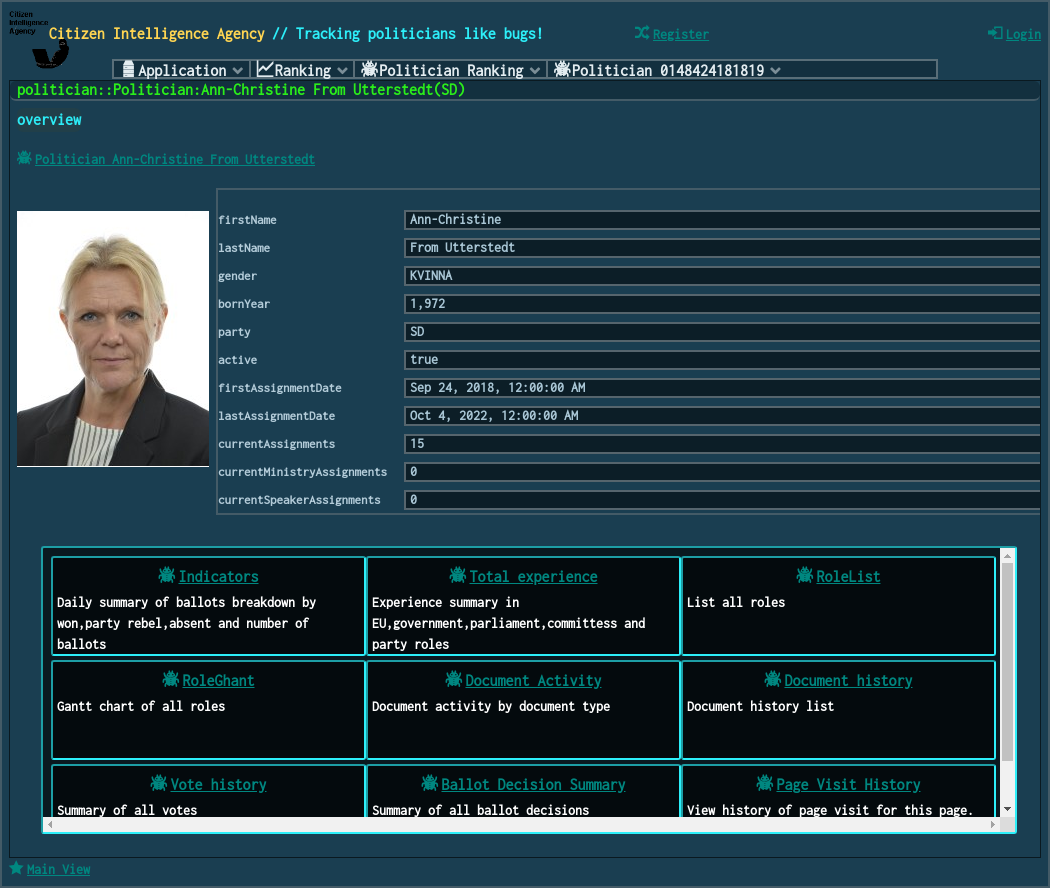 Citizen
Intelligence
Agency
Citizen Intelligence Agency // Tracking politicians like bugs!
Register
Login
Application
Ranking
Politician Ranking
Politician 0148424181819
politician::Politician:Ann-Christine From Utterstedt(SD)
overview
Politician Ann-Christine From Utterstedt
firstName Ann-Christine
lastName From Utterstedt
gender KVINNA
bornYear 1,972
party SD
active true
firstAssignmentDate Sep 24, 2018, 12:00:00 AM
lastAssignmentDate Oct 4, 2022, 12:00:00 AM
currentAssignments 15
currentMinistryAssignments 0
currentSpeakerAssignments 0
Indicators
Daily summary of ballots breakdown by
won,party rebel,absent and number of
ballots
Total experience
Experience summary in
EU,government,parliament,committess and
party roles
RoleList
List all roles
RoleGhant
Gantt chart of all roles
Document Activity
Document activity by document type
Document history
Document history list
Vote history
Summary of all votes
Ballot Decision Summary
Summary of all ballot decisions
Page Visit History
View history of page visit for this page.
Main View